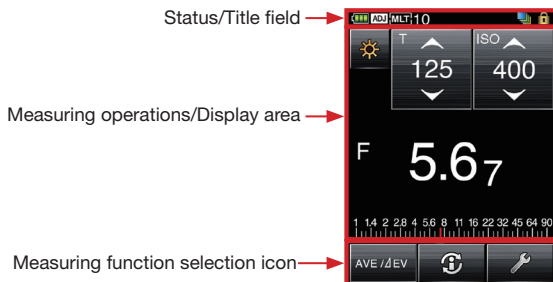 Status/Title field
ADJ MLT 10
T
ISO
125
400
Measuring operations/Display area
F 5.6 7
1 1.4 2 2.8 4 5.6 8 11 16 22 32 45 64 90
Measuring function selection icon
AVE/⊿EV